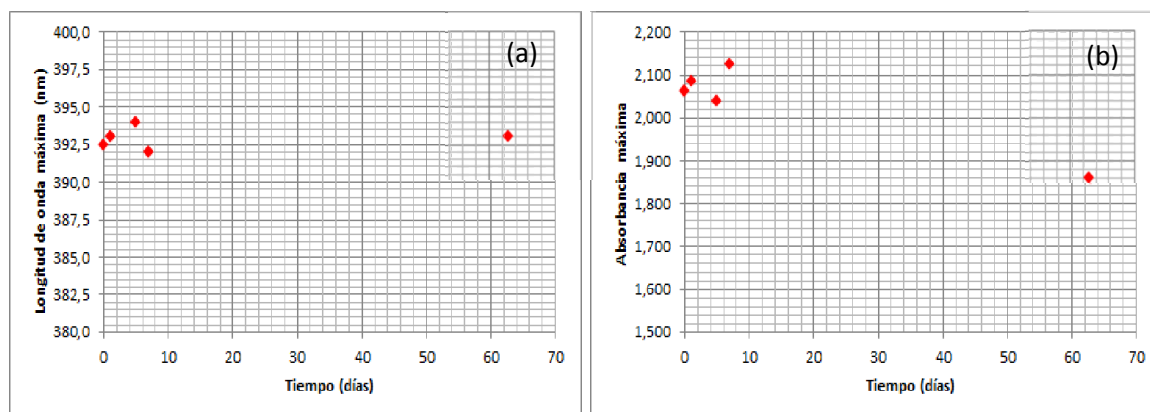 (a)
Longitud de onda máxima (nm)
400,0
397,5
395,0
392,5
390,0
387,5
385,0
382,5
380,0
0 10 20 30 40 50 60 70
Tiempo (días)
(b)
Absorbancia máxima
2,200
2,100
2,000
1,900
1,800
1,700
1,600
1,500
0 10 20 30 40 50 60 70
Tiempo (días)